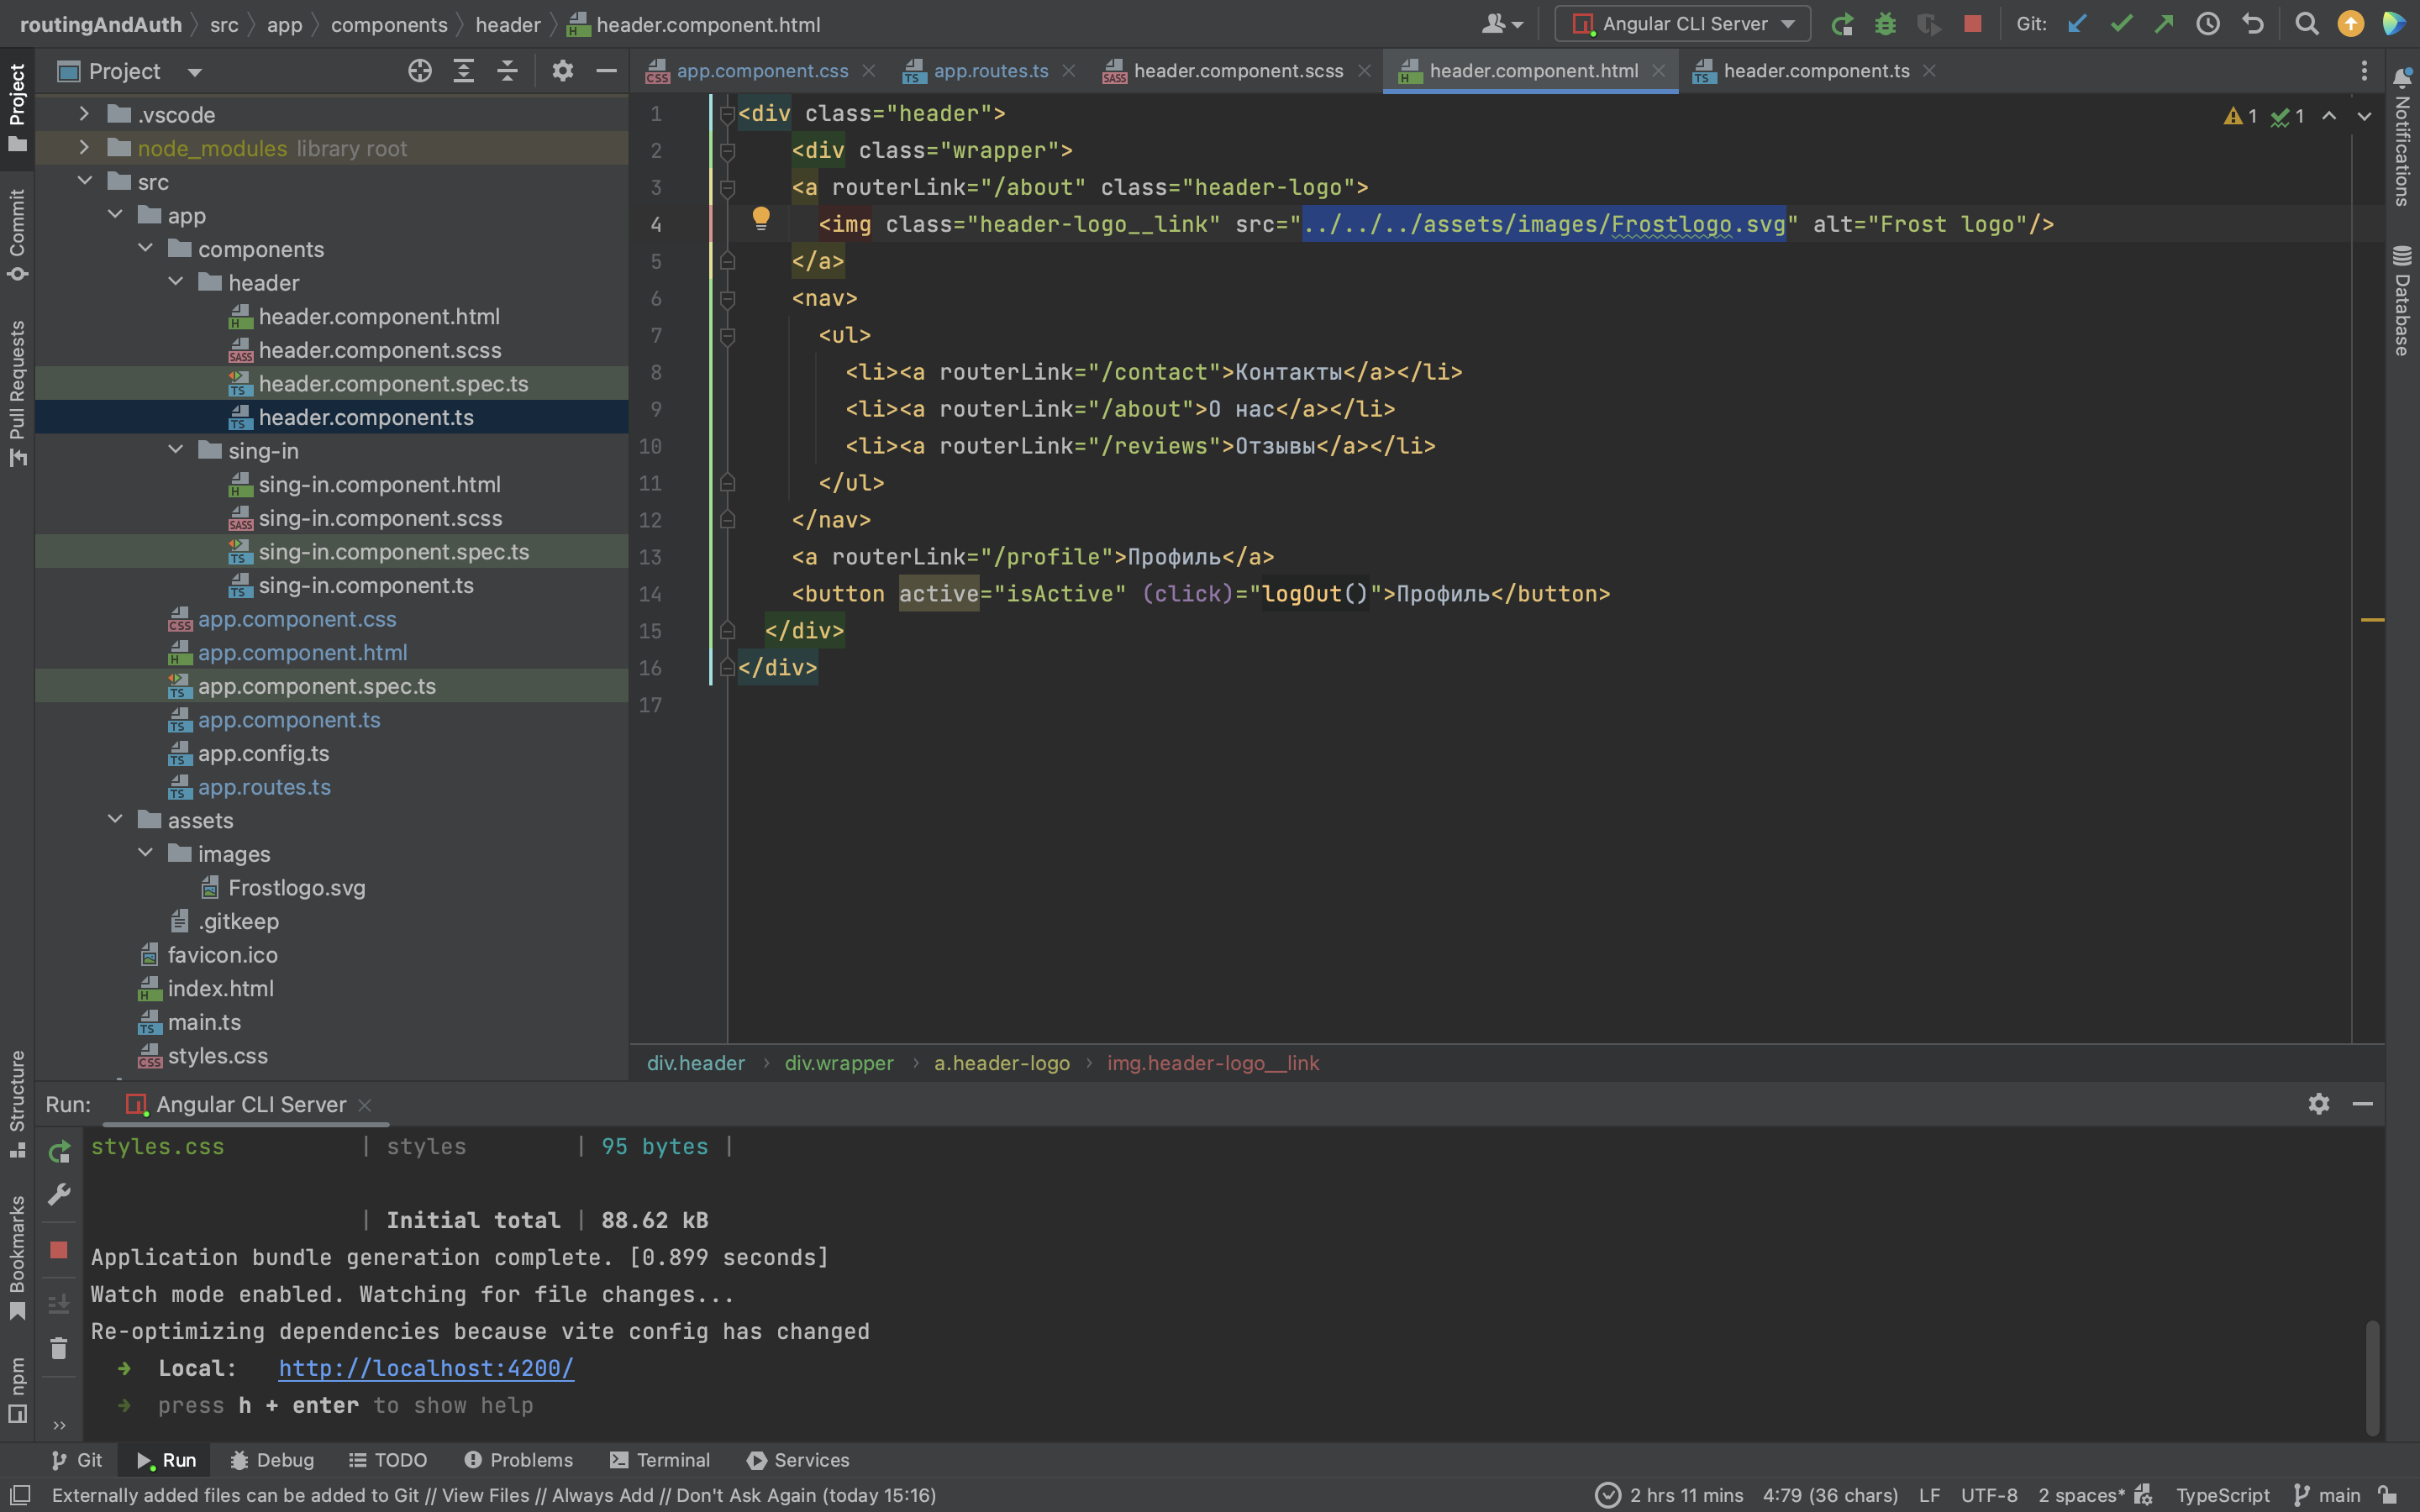 routingAndAuth src app components header header.component.html Angular CLI Server Git:
Project
app.component.css app.routes.ts header.component.scss header.component.html header.component.ts
.vscode
node_modules library root
src
app
components
header
header.component.html
header.component.scss
header.component.spec.ts
header.component.ts
sing-in
sing-in.component.html
sing-in.component.scss
sing-in.component.spec.ts
sing-in.component.ts
app.component.css
app.component.html
app.component.spec.ts
app.component.ts
app.config.ts
app.routes.ts
assets
images
Frostlogo.svg
.gitkeep
favicon.ico
index.html
main.ts
styles.css
Project
Commit
Pull Requests
Structure
Bookmarks
npm
1 <div class="header">
2 <div class="wrapper">
3 <a routerLink="/about" class="header-logo">
4 <img class="header-logo__link" src="../../../assets/images/Frostlogo.svg" alt="Frost logo"/>
5 </a>
6 <nav>
7 <ul>
8 <li><a routerLink="/contact">Контакты</a></li>
9 <li><a routerLink="/about">О нас</a></li>
10 <li><a routerLink="/reviews">Отзывы</a></li>
11 </ul>
12 </nav>
13 <a routerLink="/profile">Профиль</a>
14 <button active="isActive" (click)="logOut()">Профиль</button>
15 </div>
16 </div>
17
1 1
Notifications
Database
div.header div.wrapper a.header-logo img.header-logo__link
Run: Angular CLI Server
styles.css | styles | 95 bytes |
| Initial total | 88.62 kB
Application bundle generation complete. [0.899 seconds]
Watch mode enabled. Watching for file changes...
Re-optimizing dependencies because vite config has changed
➜ Local: http://localhost:4200/
➜ press h + enter to show help
Git Run Debug TODO Problems Terminal Services
Externally added files can be added to Git // View Files // Always Add // Don't Ask Again (today 15:16) 2 hrs 11 mins 4:79 (36 chars) LF UTF-8 2 spaces* TypeScript main